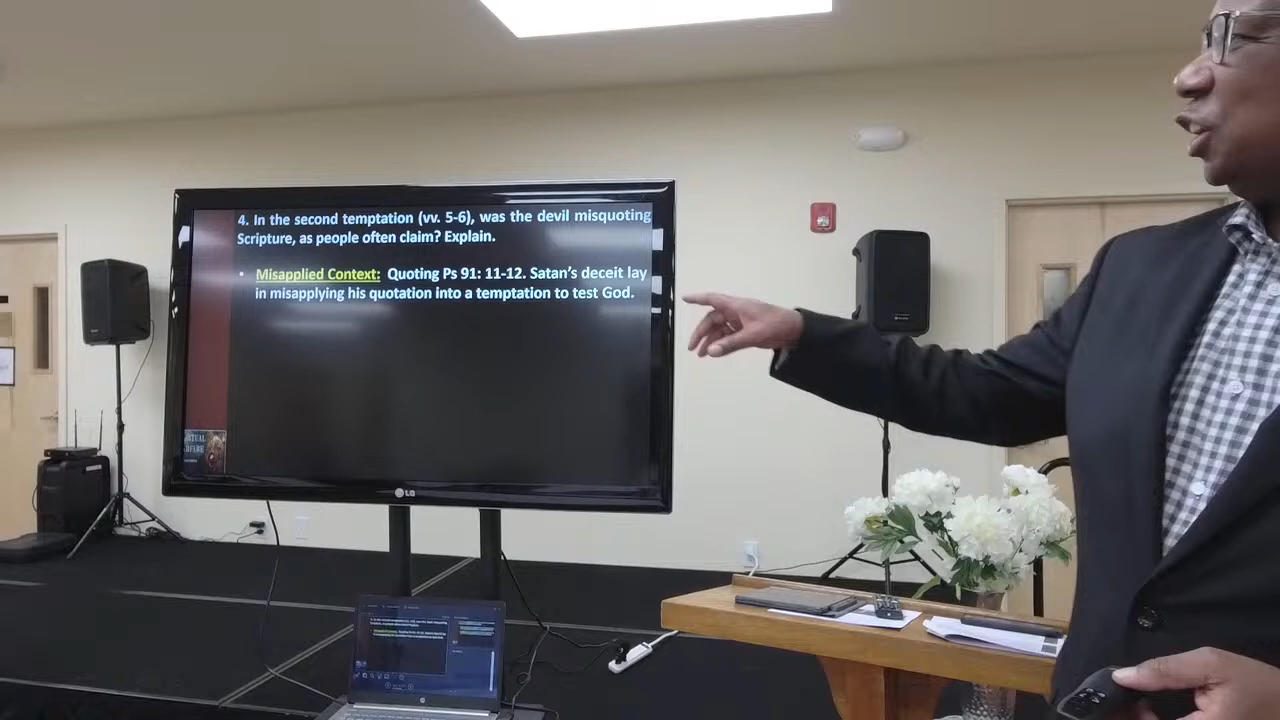 4. In the second temptation (vv. 5-6), was the devil misquoting
Scripture, as people often claim? Explain.
• Misapplied Context: Quoting Ps 91: 11-12. Satan's deceit lay
in misapplying his quotation into a temptation to test God.
LG